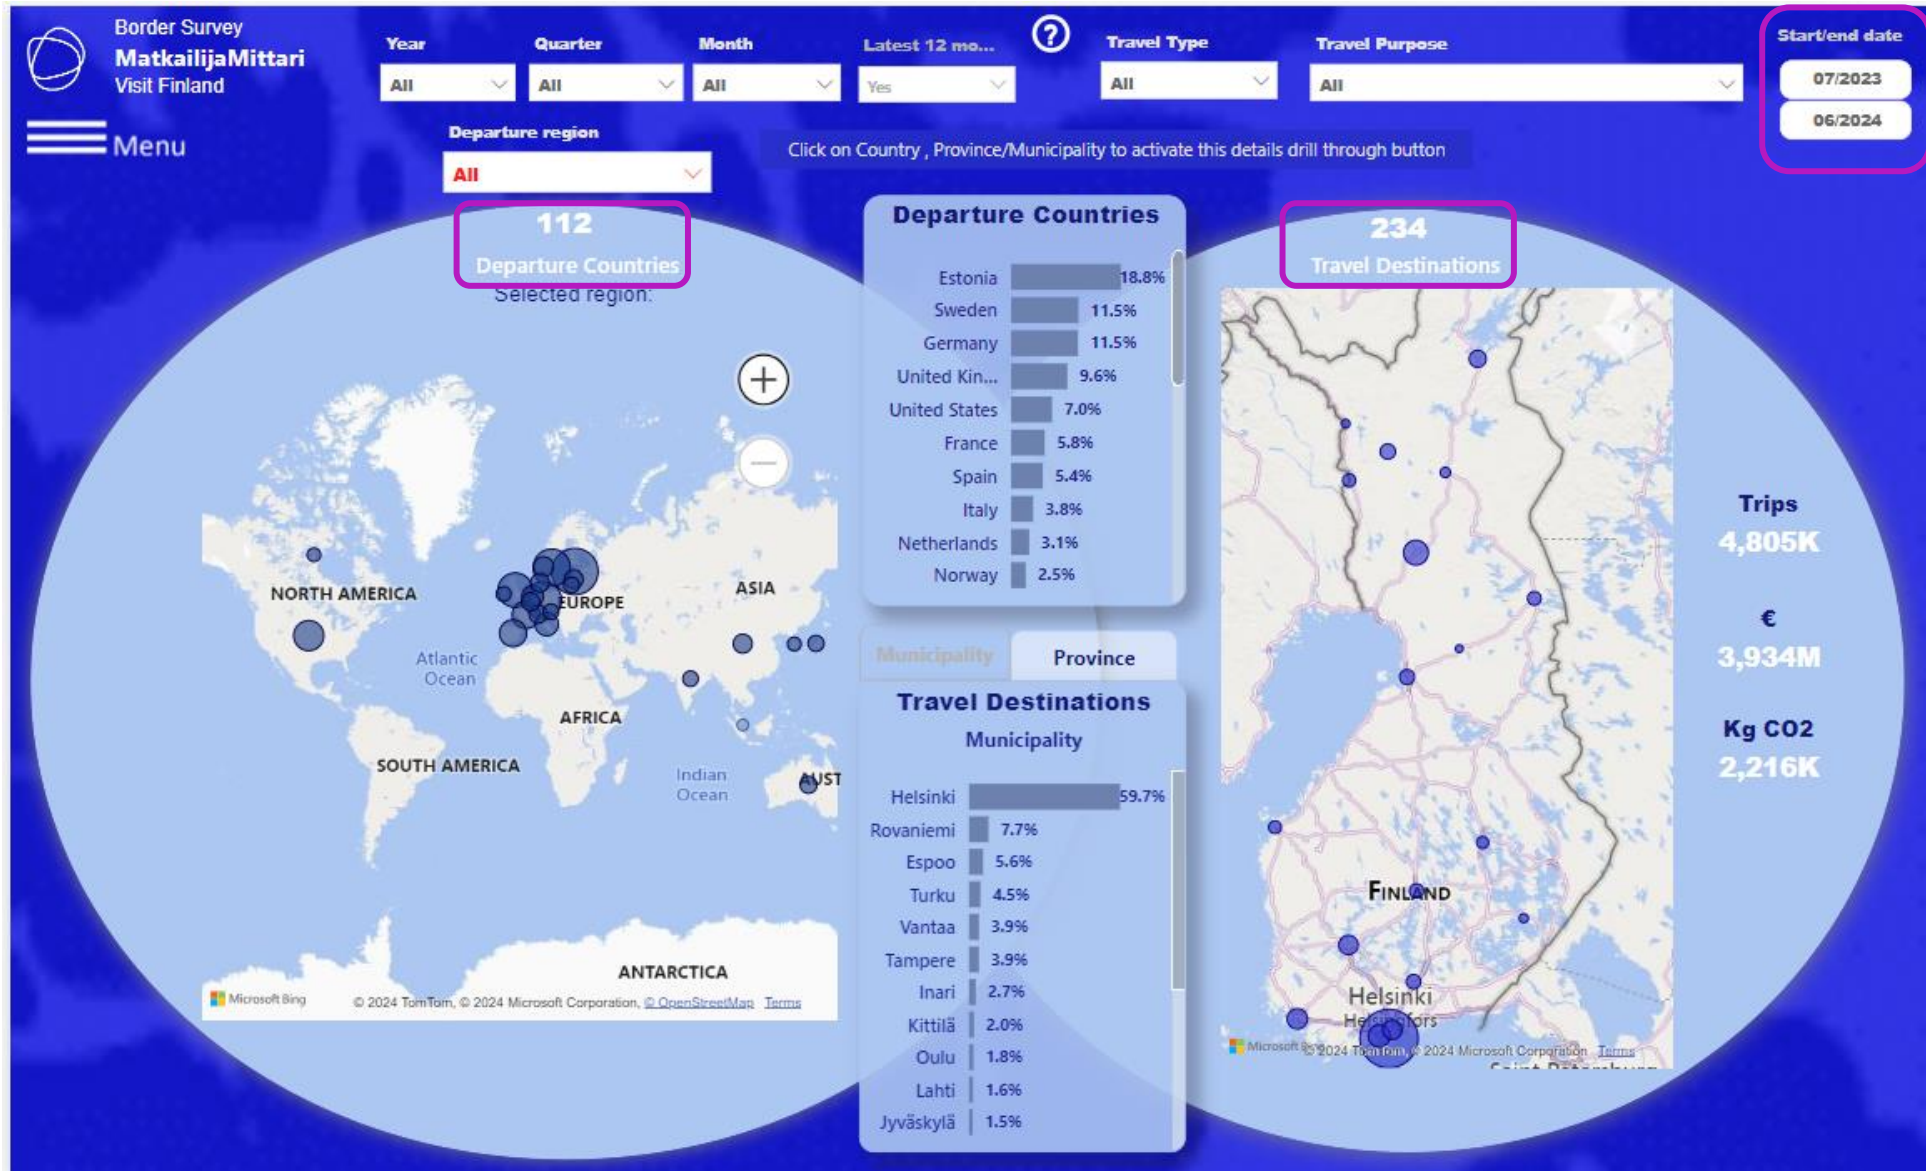 Border Survey
MatkailijaMittari
Visit Finland
Menu
Year
All
Quarter
All
Month
All
Latest 12 mo...
Yes
?
Travel Type
All
Travel Purpose
All
Start/end date
07/2023
06/2024
Departure region
All
Click on Country , Province/Municipality to activate this details drill through button
112
Departure Countries
Selected region:
NORTH AMERICA
EUROPE
ASIA
Atlantic
Ocean
AFRICA
SOUTH AMERICA
Indian
Ocean
AUST
ANTARCTICA
Microsoft Bing
© 2024 TomTom, © 2024 Microsoft Corporation, © OpenStreetMap Terms
Departure Countries
Estonia 18.8%
Sweden 11.5%
Germany 11.5%
United Kin... 9.6%
United States 7.0%
France 5.8%
Spain 5.4%
Italy 3.8%
Netherlands 3.1%
Norway 2.5%
Municipality
Province
Travel Destinations
Municipality
Helsinki 59.7%
Rovaniemi 7.7%
Espoo 5.6%
Turku 4.5%
Vantaa 3.9%
Tampere 3.9%
Inari 2.7%
Kittilä 2.0%
Oulu 1.8%
Lahti 1.6%
Jyväskylä 1.5%
234
Travel Destinations
FINLAND
Helsinki
Helsingfors
Microsoft Bing
© 2024 TomTom, © 2024 Microsoft Corporation Terms
Trips
4,805K
€
3,934M
Kg CO2
2,216K